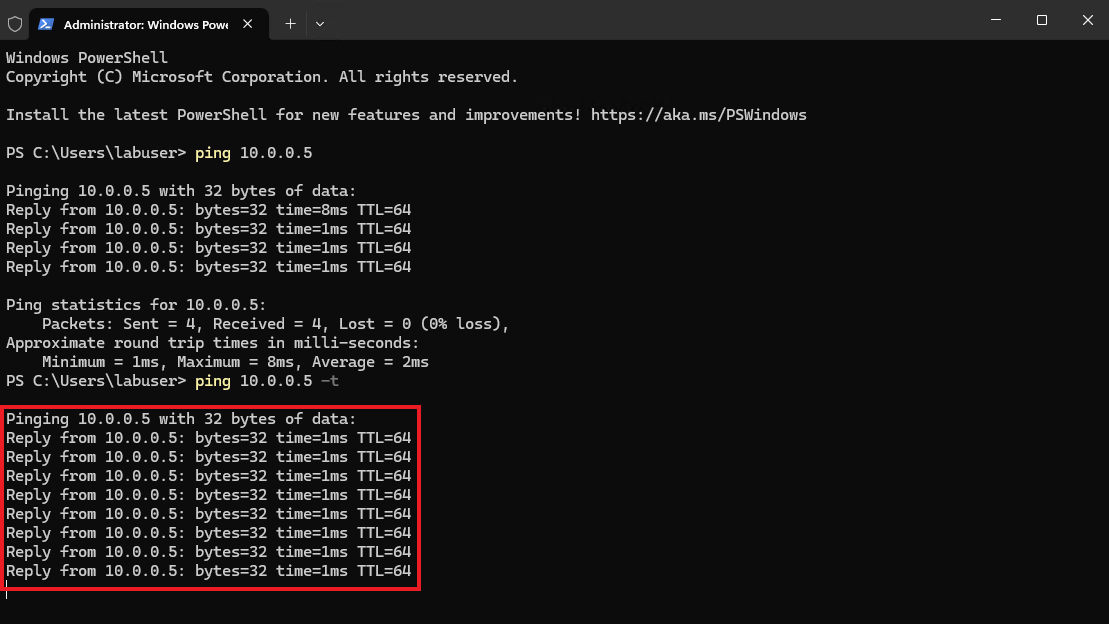 Administrator: Windows Powe
Windows PowerShell
Copyright (C) Microsoft Corporation. All rights reserved.
Install the latest PowerShell for new features and improvements! https://aka.ms/PSWindows
PS C:\Users\labuser> ping 10.0.0.5
Pinging 10.0.0.5 with 32 bytes of data:
Reply from 10.0.0.5: bytes=32 time=8ms TTL=64
Reply from 10.0.0.5: bytes=32 time=1ms TTL=64
Reply from 10.0.0.5: bytes=32 time=1ms TTL=64
Reply from 10.0.0.5: bytes=32 time=1ms TTL=64
Ping statistics for 10.0.0.5:
    Packets: Sent = 4, Received = 4, Lost = 0 (0% loss),
Approximate round trip times in milli-seconds:
    Minimum = 1ms, Maximum = 8ms, Average = 2ms
PS C:\Users\labuser> ping 10.0.0.5 -t
Pinging 10.0.0.5 with 32 bytes of data:
Reply from 10.0.0.5: bytes=32 time=1ms TTL=64
Reply from 10.0.0.5: bytes=32 time=1ms TTL=64
Reply from 10.0.0.5: bytes=32 time=1ms TTL=64
Reply from 10.0.0.5: bytes=32 time=1ms TTL=64
Reply from 10.0.0.5: bytes=32 time=1ms TTL=64
Reply from 10.0.0.5: bytes=32 time=1ms TTL=64
Reply from 10.0.0.5: bytes=32 time=1ms TTL=64
Reply from 10.0.0.5: bytes=32 time=1ms TTL=64